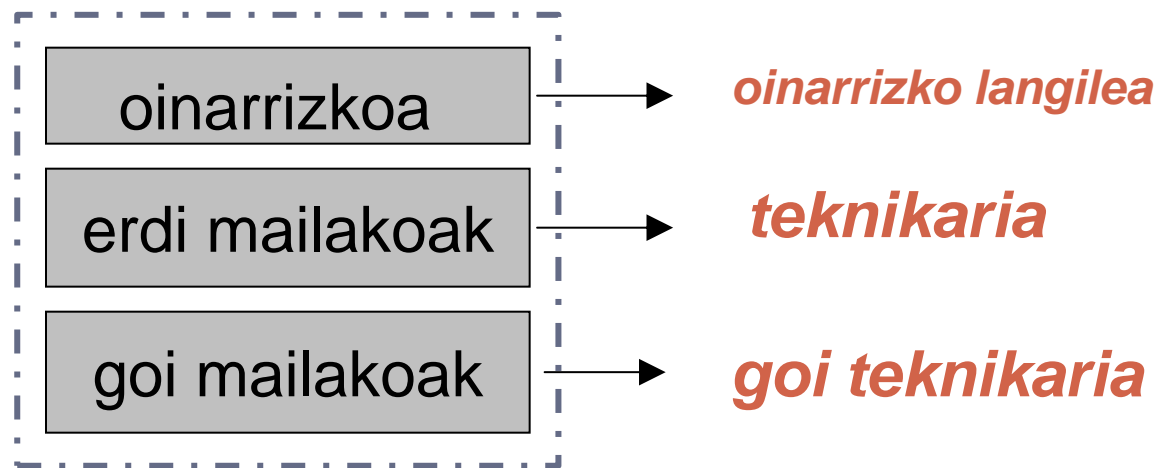 oinarrizkoa
oinarrizko langilea
erdi mailakoak
teknikaria
goi mailakoak
goi teknikaria